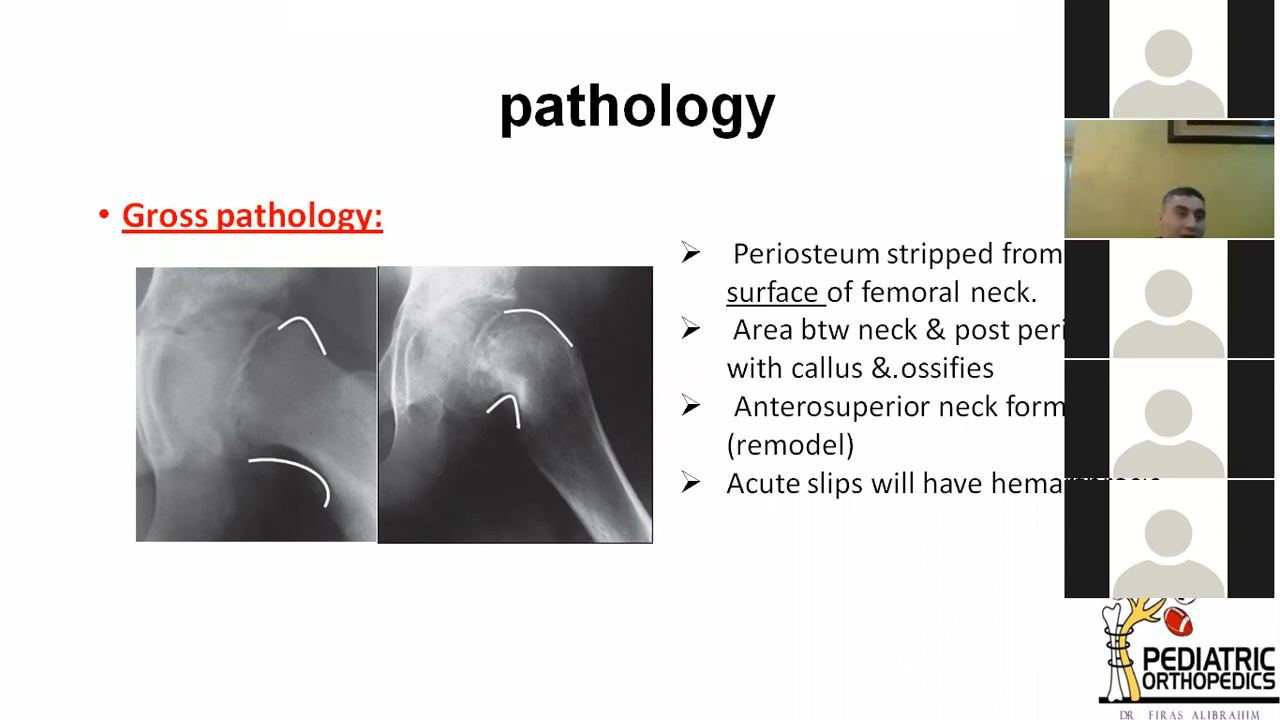 pathology
• Gross pathology:
➢ Periosteum stripped from
surface of femoral neck.
➢ Area btw neck & post peri
with callus &.ossifies
➢ Anterosuperior neck form
(remodel)
➢ Acute slips will have hemarthrosis
PEDIATRIC
ORTHOPEDICS
DR FIRAS ALIBRAHIM